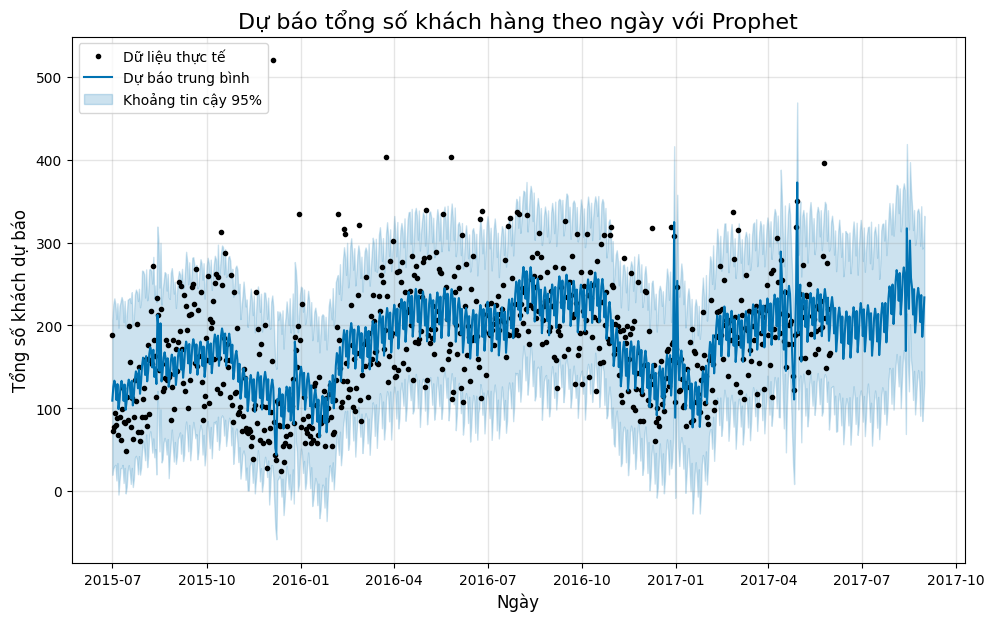 Dự báo tổng số khách hàng theo ngày với Prophet
Dữ liệu thực tế
Dự báo trung bình
Khoảng tin cậy 95%
Tổng số khách dự báo
500
400
300
200
100
0
2015-07
2015-10
2016-01
2016-04
2016-07
2016-10
2017-01
2017-04
2017-07
2017-10
Ngày